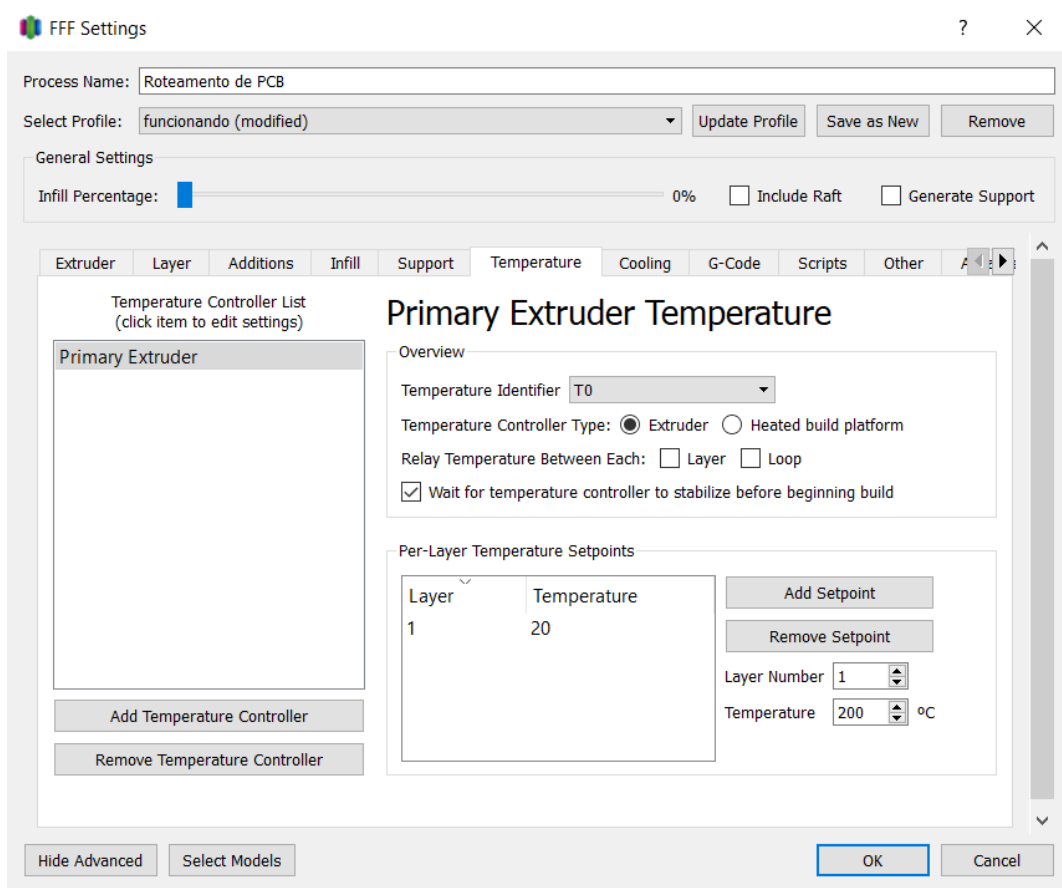 FFF Settings
?
Process Name: Roteamento de PCB
Select Profile: funcionando (modified) Update Profile Save as New Remove
General Settings
Infill Percentage: 0% Include Raft Generate Support
Extruder Layer Additions Infill Support Temperature Cooling G-Code Scripts Other
Temperature Controller List
(click item to edit settings)
Primary Extruder
Add Temperature Controller
Remove Temperature Controller
Primary Extruder Temperature
Overview
Temperature Identifier T0
Temperature Controller Type: Extruder Heated build platform
Relay Temperature Between Each: Layer Loop
Wait for temperature controller to stabilize before beginning build
Per-Layer Temperature Setpoints
Layer Temperature
1 20
Add Setpoint
Remove Setpoint
Layer Number 1
Temperature 200 ºC
Hide Advanced Select Models OK Cancel